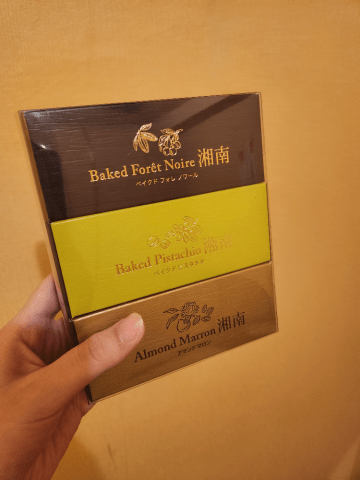 Baked Forêt Noire 湘南
ベイクド フォレ ノワール
Baked Pistachio 湘南
ベイクド ピスタチオ
Almond Marron 湘南
アマンドマロン